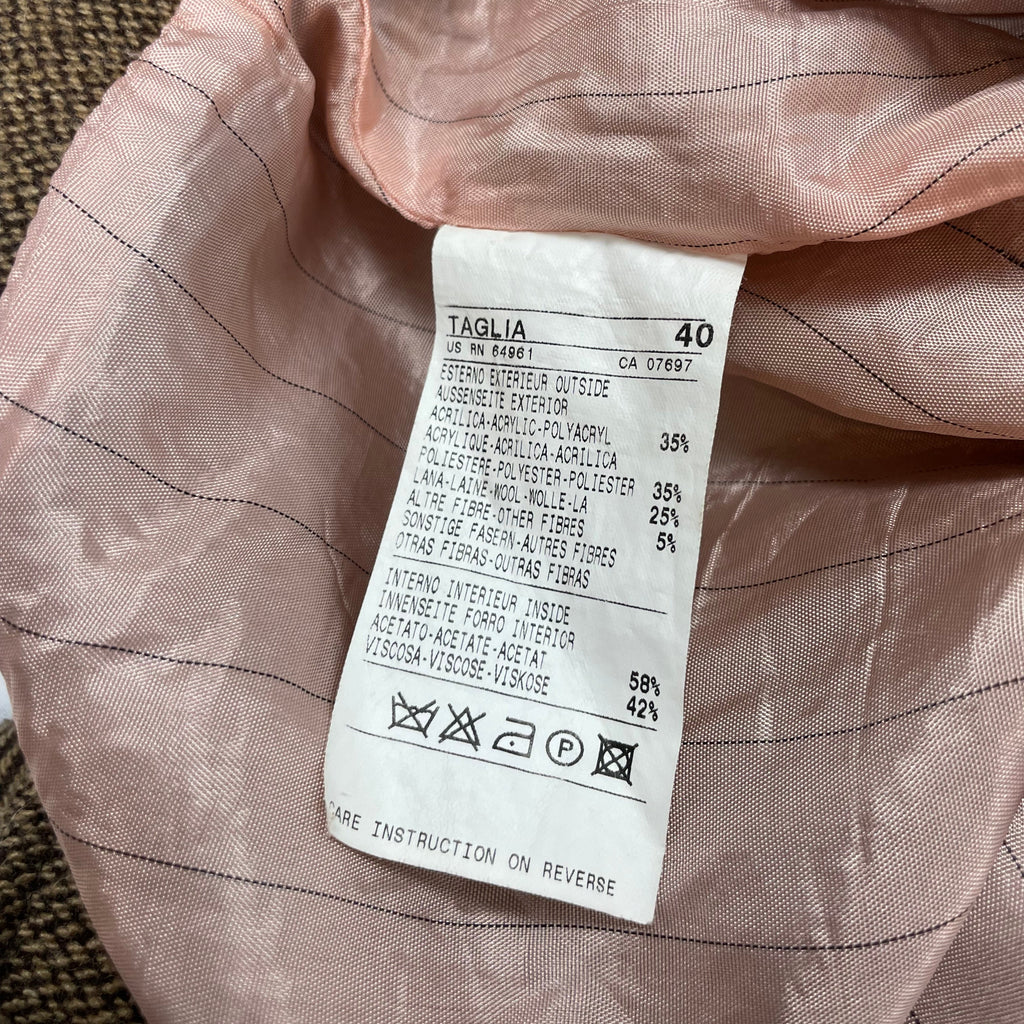 TAGLIA 40
US RN 64961 CA 07697
ESTERNO EXTERIEUR OUTSIDE
AUSSENSEITE EXTERIOR
ACRILICA-ACRYLIC-POLYACRYL 35%
ACRYLIQUE-ACRILICA-ACRILICA
POLIESTERE-POLYESTER-POLIESTER 35%
LANA-LAINE-WOOL-WOLLE-LA 25%
ALTRE FIBRE-OTHER FIBRES 5%
SONSTIGE FASERN-AUTRES FIBRES
OTRAS FIBRAS-OUTRAS FIBRAS
INTERNO INTERIEUR INSIDE
INNENSEITE FORRO INTERIOR
ACETATO-ACETATE-ACETAT 58%
VISCOSA-VISCOSE-VISKOSE 42%
P
CARE INSTRUCTION ON REVERSE